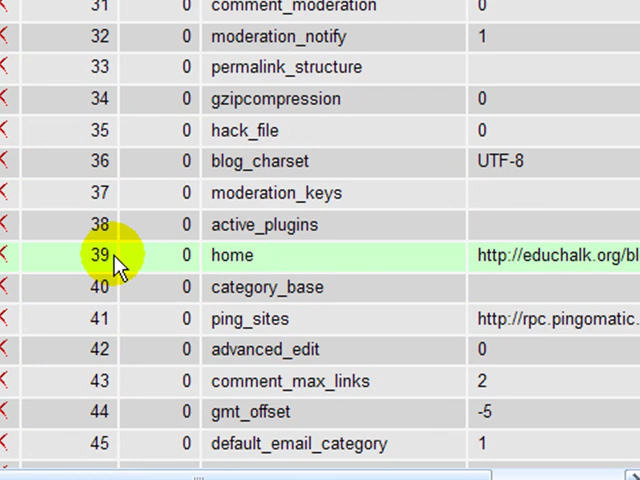 31 0 comment_moderation 0
32 0 moderation_notify 1
33 0 permalink_structure
34 0 gzipcompression 0
35 0 hack_file 0
36 0 blog_charset UTF-8
37 0 moderation_keys
38 0 active_plugins
39 0 home http://educhalk.org/bl
40 0 category_base
41 0 ping_sites http://rpc.pingomatic.
42 0 advanced_edit 0
43 0 comment_max_links 2
44 0 gmt_offset -5
45 0 default_email_category 1